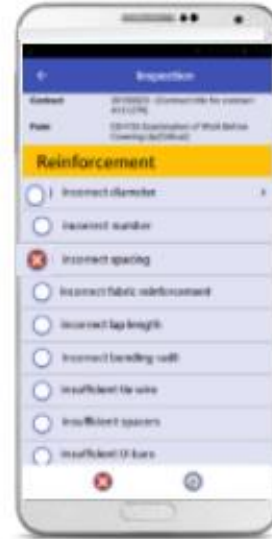 Inspection
Contract
Form
Reinforcement
Incorrect diameter
Incorrect number
Incorrect spacing
Incorrect fabric reinforcement
Incorrect lap length
Incorrect bending radii
Insufficient tie wire
Insufficient spacers
Insufficient U-bars